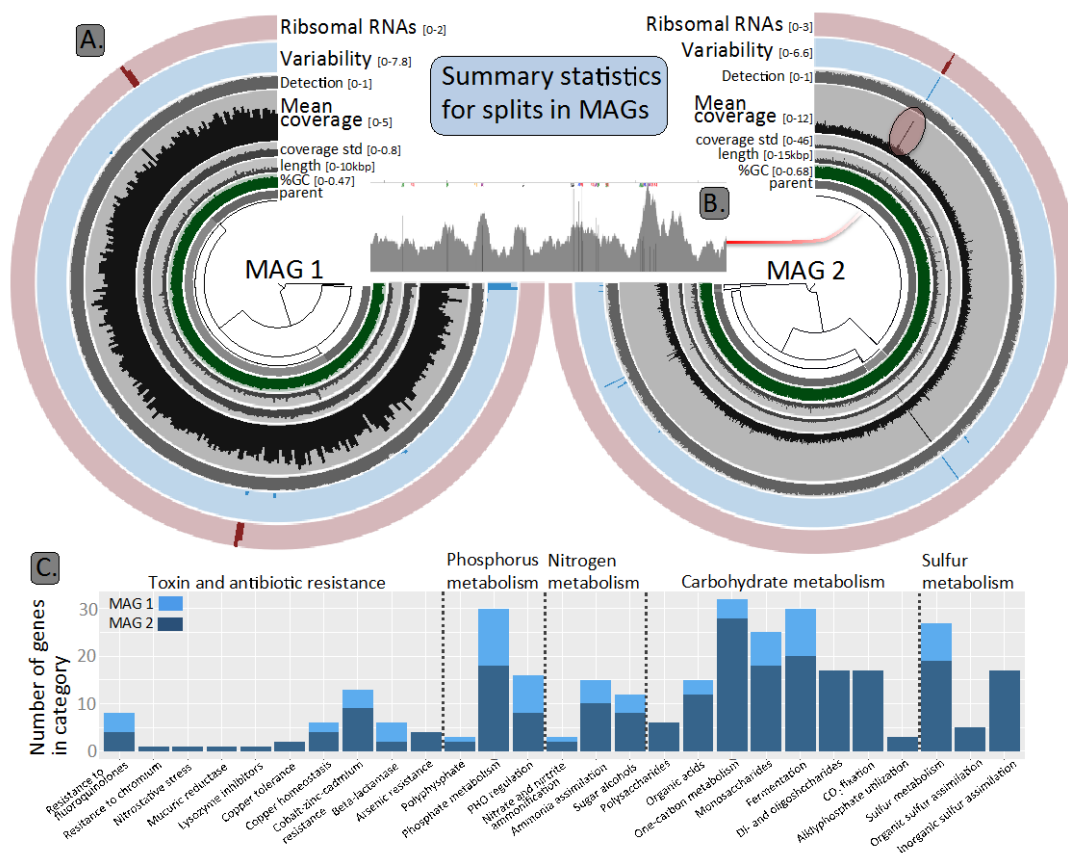 A.
Ribsomal RNAs [0-2]
Variability [0-7.8]
Detection [0-1]
Mean
coverage [0-5]
coverage std [0-0.8]
length [0-10kbp]
%GC [0-0.47]
parent
MAG 1
Summary statistics
for splits in MAGs
Ribsomal RNAs [0-3]
Variability [0-6.6]
Detection [0-1]
Mean
coverage [0-12]
coverage std [0-46]
length [0-15kbp]
%GC [0-0.68]
parent
B.
MAG 2
C.
Toxin and antibiotic resistance
Phosphorus
metabolism
Nitrogen
metabolism
Carbohydrate metabolism
Sulfur
metabolism
MAG 1
MAG 2
Number of genes
in category
30
20
10
0
Resistance to
fluoroquinolones
Resitance to chromium
Nitrostative stress
Mucuric reductase
Lysozyme inhibitors
Copper tolerance
Copper homeostasis
Cobalt-zinc-cadmium
resistance
Beta-lactanase
Arsenic resistance
Polyphysphate
Phosphate metabolism
PHO regulation
Nitrate and nirtrite
ammonification
Ammonia assimilation
Sugar alcohols
Polysaccharides
Organic acids
One-carbon metabolism
Monosaccharides
Fermentation
DI- and oligosheccharides
CO2 fixation
Alklyphosphate utilization
Sulfur metabolism
Organic sulfur assimilation
Inorganic sulfur assimilation